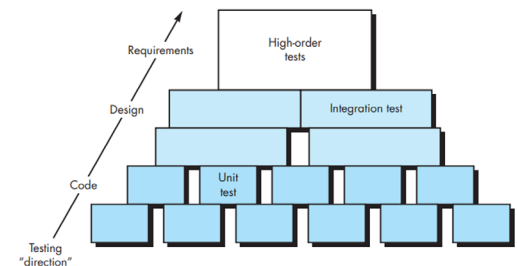 High-order
tests
Requirements
Integration test
Design
Unit
test
Code
Testing
"direction"